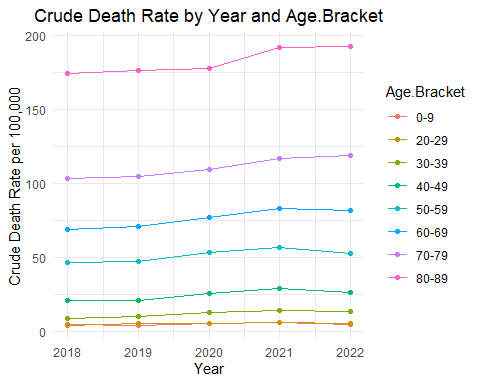 Crude Death Rate by Year and Age.Bracket
Crude Death Rate per 100,000
200
150
100
50
0
2018 2019 2020 2021 2022
Year
Age.Bracket
0-9
20-29
30-39
40-49
50-59
60-69
70-79
80-89